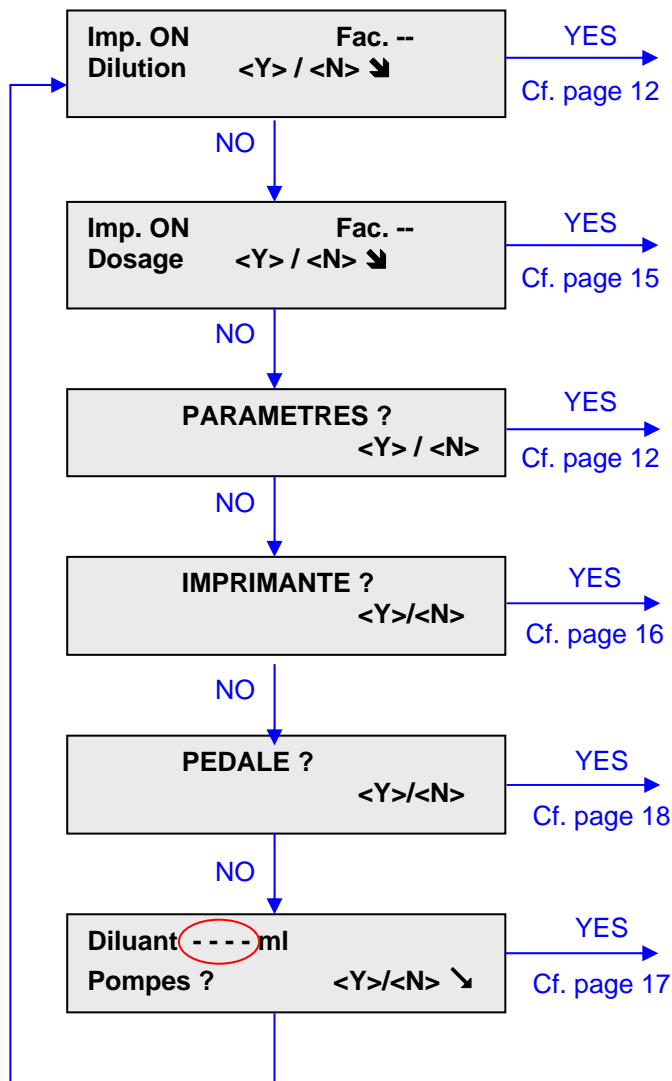 Imp. ON Fac. --
Dilution <Y> / <N> ⬊
YES
Cf. page 12
NO
Imp. ON Fac. --
Dosage <Y> / <N> ⬊
YES
Cf. page 15
NO
PARAMETRES ?
<Y> / <N>
YES
Cf. page 12
NO
IMPRIMANTE ?
<Y>/<N>
YES
Cf. page 16
NO
PEDALE ?
<Y>/<N>
YES
Cf. page 18
NO
Diluant - - - - ml
Pompes ? <Y>/<N> ↘
YES
Cf. page 17